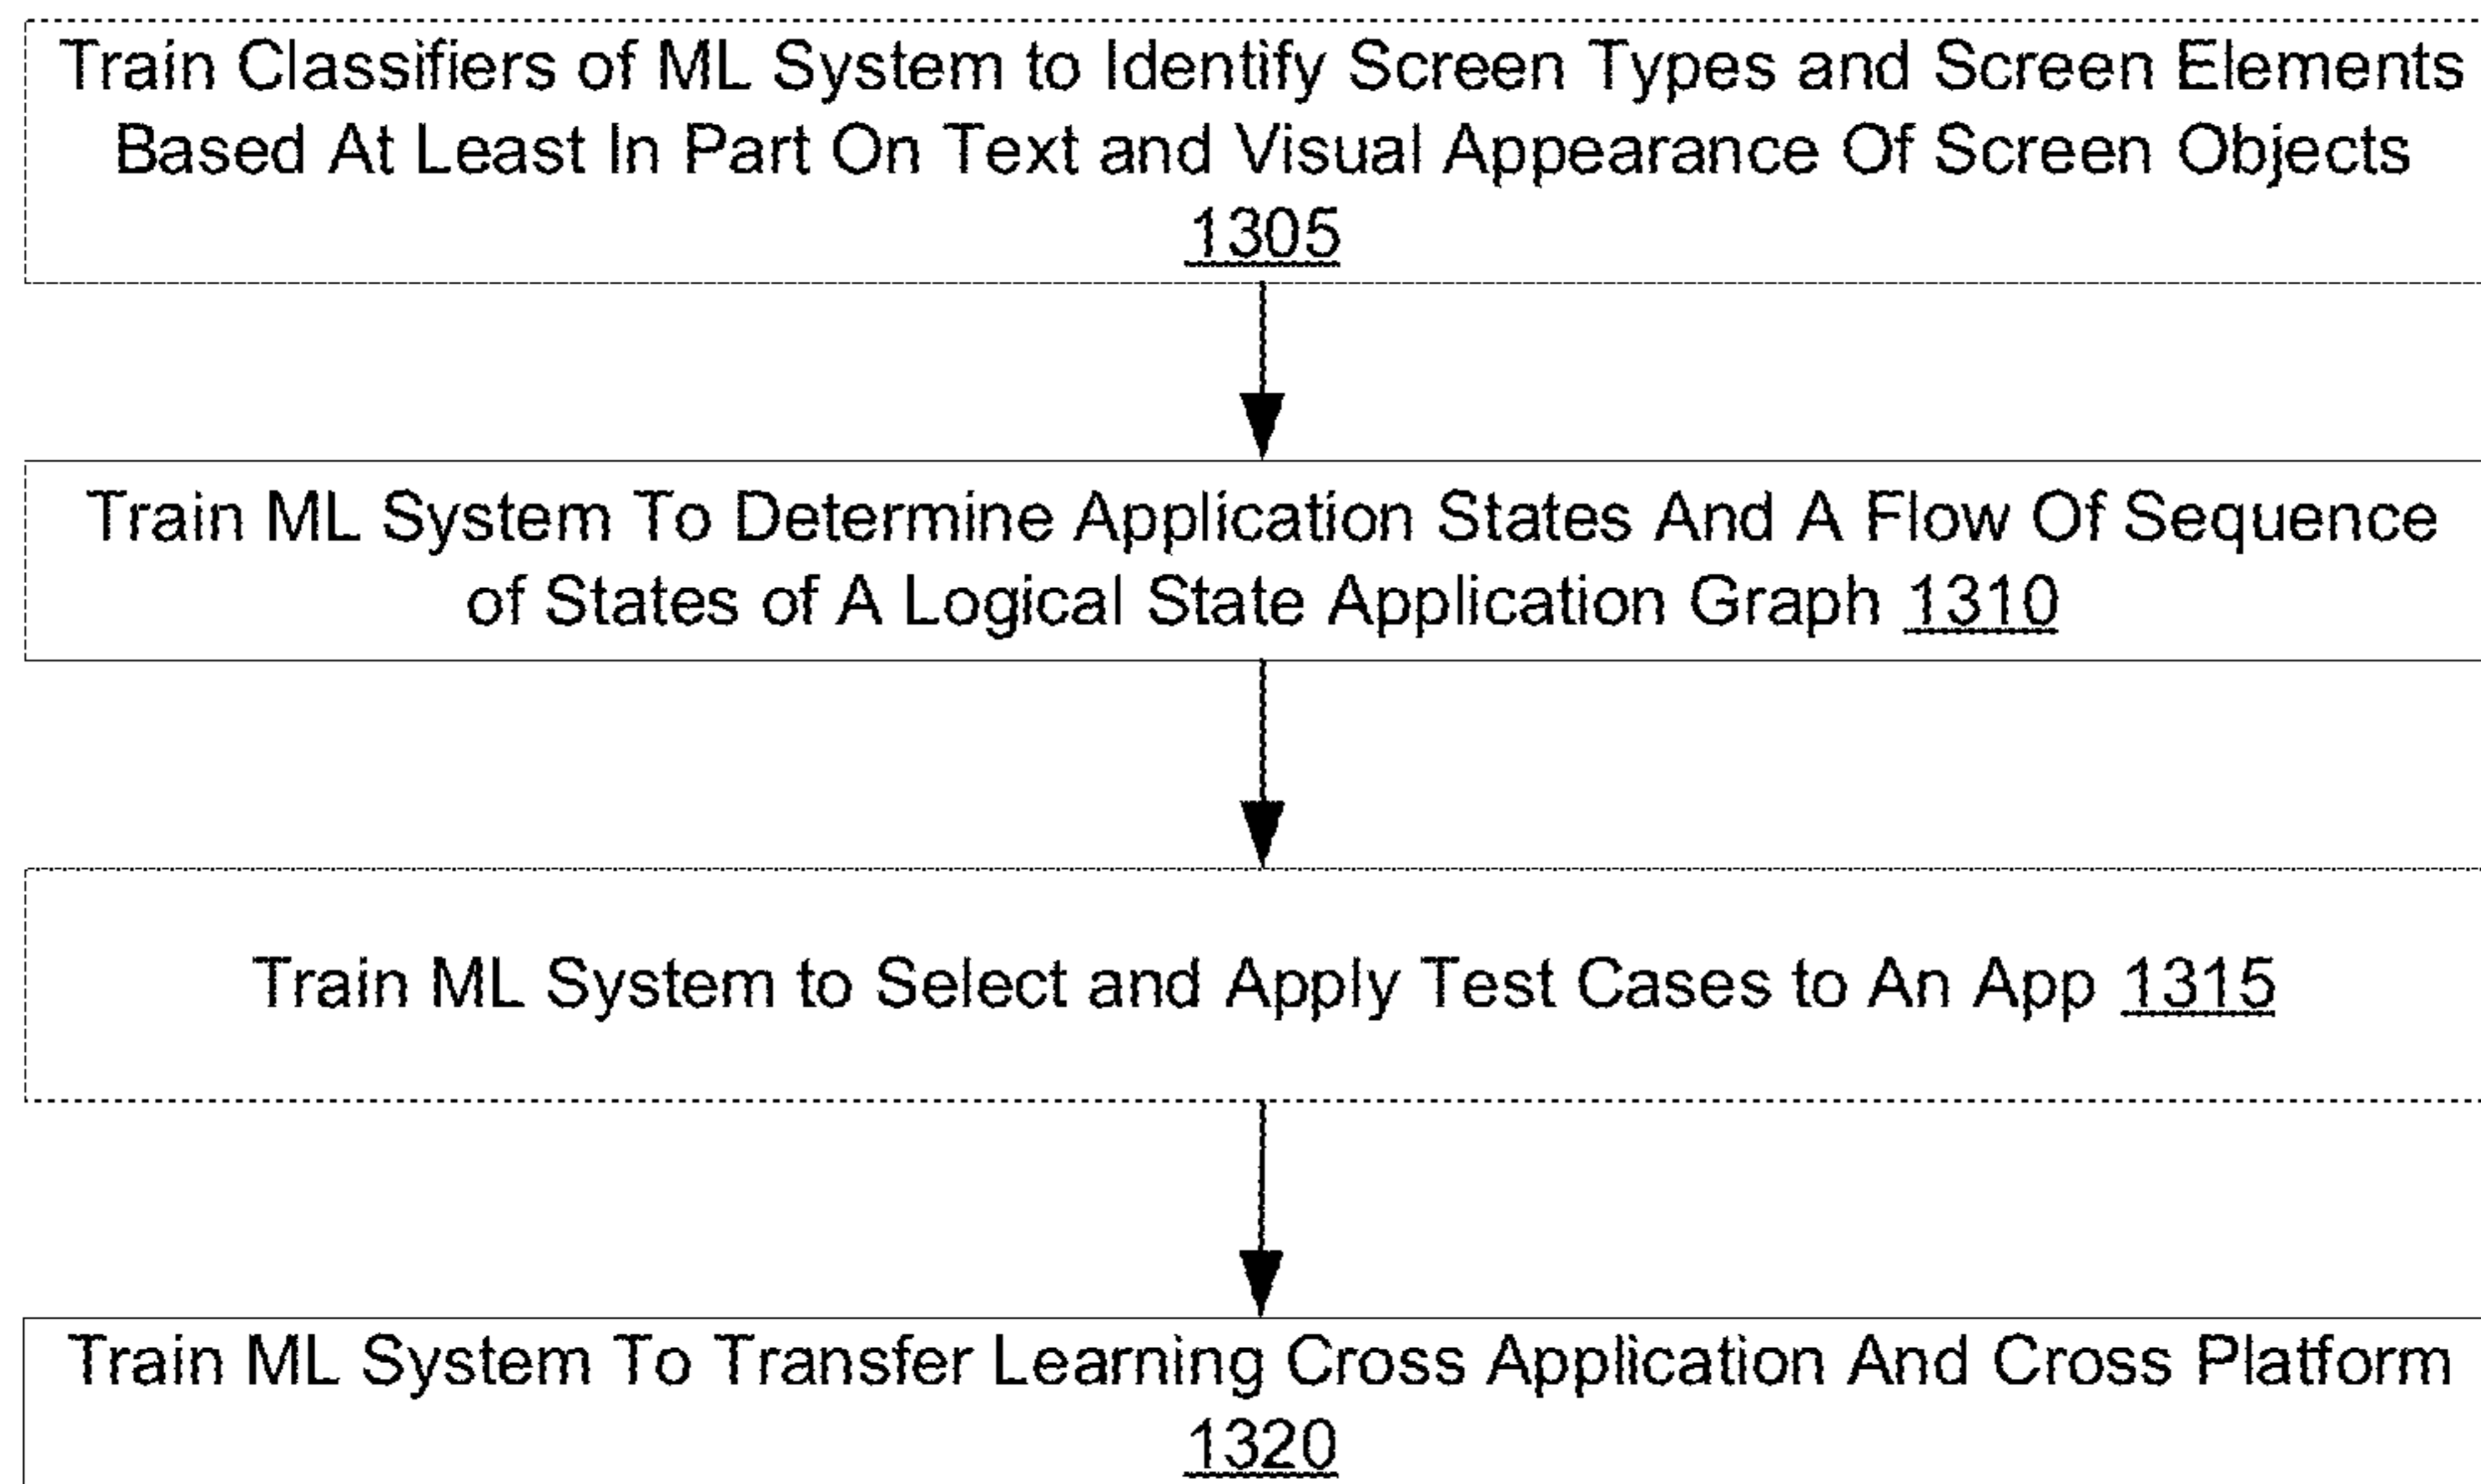 Train Classifiers of ML System to Identify Screen Types and Screen Elements
Based At Least In Part On Text and Visual Appearance Of Screen Objects
1305
Train ML System To Determine Application States And A Flow Of Sequence
of States of A Logical State Application Graph 1310
Train ML System to Select and Apply Test Cases to An App 1315
Train ML System To Transfer Learning Cross Application And Cross Platform
1320